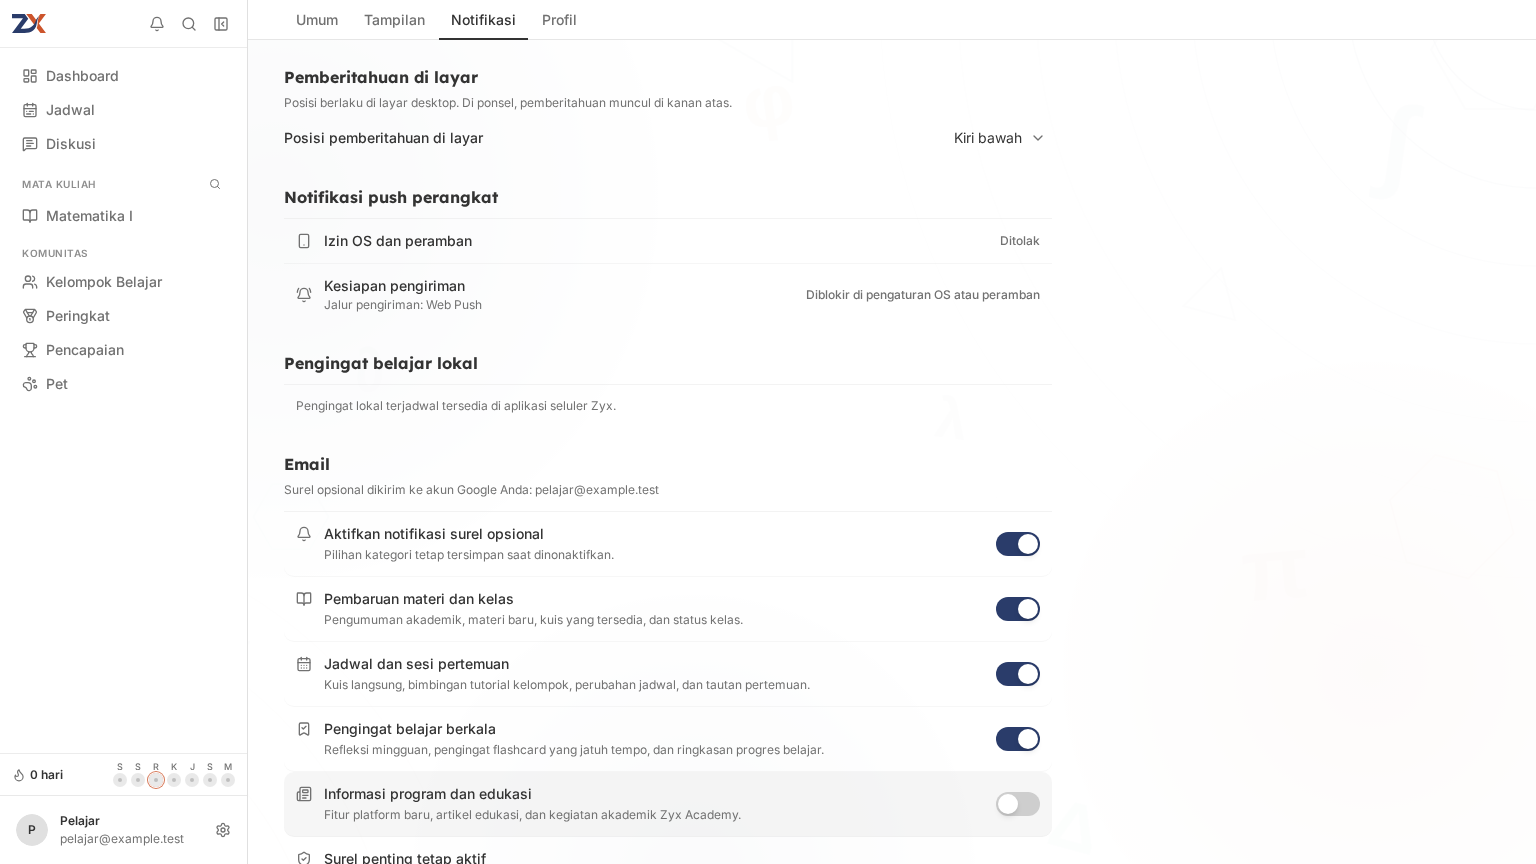 ZX
Umum
Tampilan
Notifikasi
Profil
Dashboard
Jadwal
Diskusi
MATA KULIAH
Matematika I
KOMUNITAS
Kelompok Belajar
Peringkat
Pencapaian
Pet
0 hari
S S R K J S M
P
Pelajar
pelajar@example.test
Pemberitahuan di layar
Posisi berlaku di layar desktop. Di ponsel, pemberitahuan muncul di kanan atas.
Posisi pemberitahuan di layar
Kiri bawah
Notifikasi push perangkat
Izin OS dan peramban
Ditolak
Kesiapan pengiriman
Jalur pengiriman: Web Push
Diblokir di pengaturan OS atau peramban
Pengingat belajar lokal
Pengingat lokal terjadwal tersedia di aplikasi seluler Zyx.
Email
Surel opsional dikirim ke akun Google Anda: pelajar@example.test
Aktifkan notifikasi surel opsional
Pilihan kategori tetap tersimpan saat dinonaktifkan.
Pembaruan materi dan kelas
Pengumuman akademik, materi baru, kuis yang tersedia, dan status kelas.
Jadwal dan sesi pertemuan
Kuis langsung, bimbingan tutorial kelompok, perubahan jadwal, dan tautan pertemuan.
Pengingat belajar berkala
Refleksi mingguan, pengingat flashcard yang jatuh tempo, dan ringkasan progres belajar.
Informasi program dan edukasi
Fitur platform baru, artikel edukasi, dan kegiatan akademik Zyx Academy.
Surel penting tetap aktif
φ
∫
λ
π